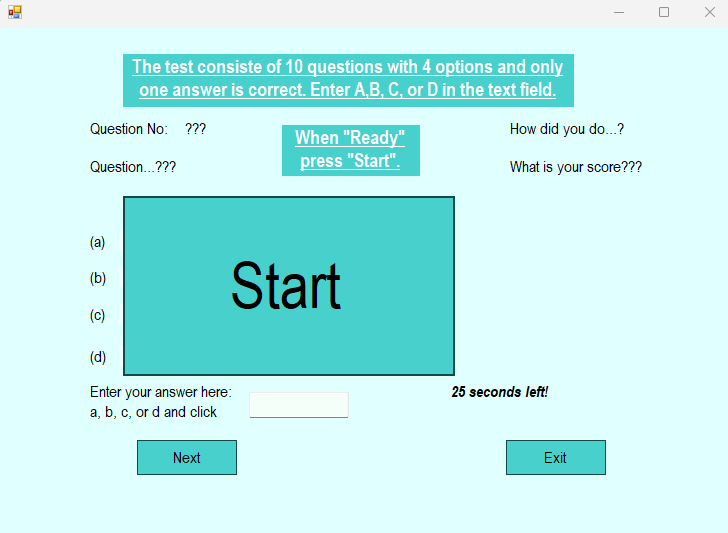 The test consiste of 10 questions with 4 options and only
one answer is correct. Enter A,B, C, or D in the text field.
Question No: ???
When "Ready"
press "Start".
How did you do...?
Question...???
What is your score???
(a)
(b)
(c)
(d)
Start
Enter your answer here:
a, b, c, or d and click
25 seconds left!
Next
Exit